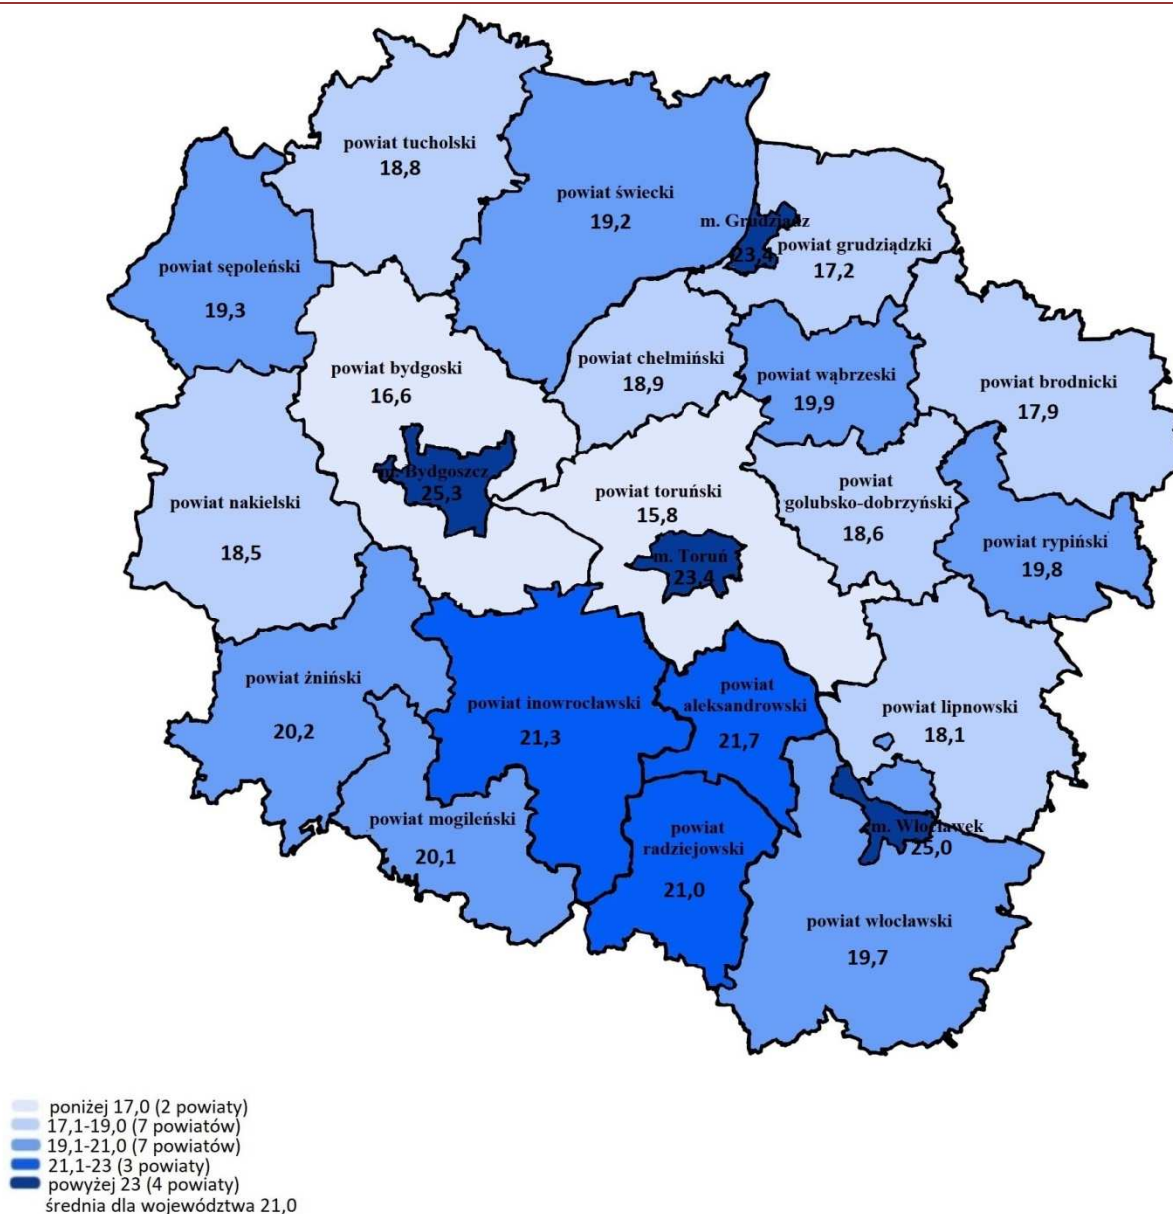 powiat tucholski
18,8
powiat świecki
19,2
m. Grudziądz
23,4
powiat grudziądzki
17,2
powiat sępoleński
19,3
powiat bydgoski
16,6
powiat chełmiński
18,9
powiat wąbrzeski
19,9
powiat brodnicki
17,9
m. Bydgoszcz
25,3
powiat nakielski
18,5
powiat toruński
15,8
m. Toruń
23,4
powiat
golubsko-dobrzyński
18,6
powiat rypiński
19,8
powiat żniński
20,2
powiat inowrocławski
21,3
powiat
aleksandrowski
21,7
powiat lipnowski
18,1
powiat mogileński
20,1
powiat
radziejowski
21,0
m. Włocławek
25,0
powiat włocławski
19,7
poniżej 17,0 (2 powiaty)
17,1-19,0 (7 powiatów)
19,1-21,0 (7 powiatów)
21,1-23 (3 powiaty)
powyżej 23 (4 powiaty)
średnia dla województwa 21,0